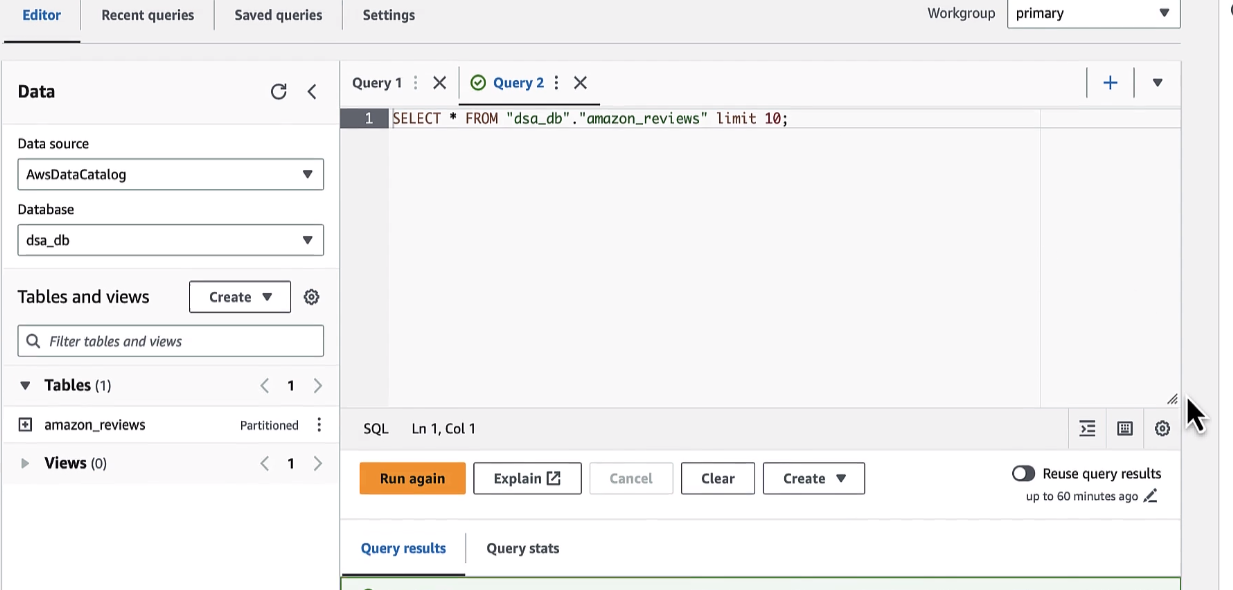 Editor Recent queries Saved queries Settings Workgroup primary
Data
Data source
AwsDataCatalog
Database
dsa_db
Tables and views Create
Filter tables and views
Tables (1) 1
amazon_reviews Partitioned
Views (0) 1
Query 1 Query 2
1 SELECT * FROM "dsa_db"."amazon_reviews" limit 10;
SQL Ln 1, Col 1
Run again Explain Cancel Clear Create Reuse query results
up to 60 minutes ago
Query results Query stats